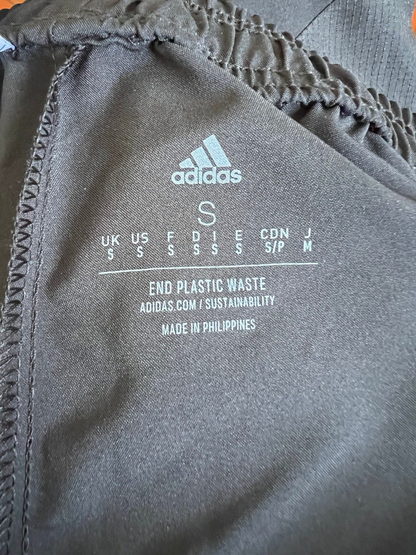 adidas
S
UK US F D I E CDN J
S S S S S S S/P M
END PLASTIC WASTE
ADIDAS.COM / SUSTAINABILITY
MADE IN PHILIPPINES